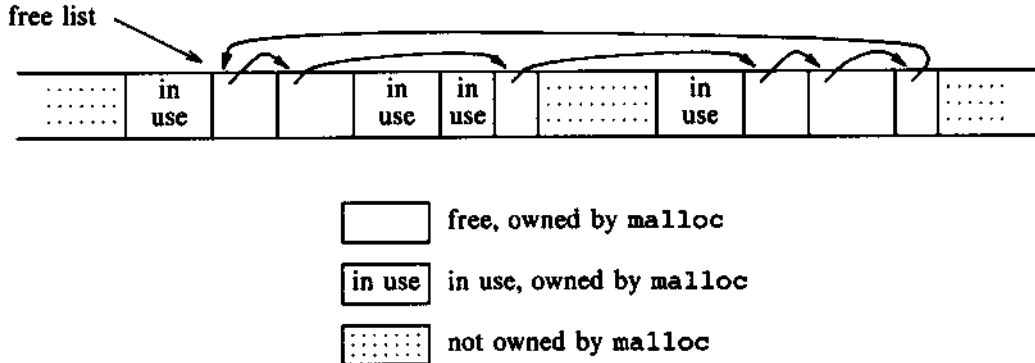 free list
in
use
in
use
in
use
in
use
free, owned by malloc
in use
in use, owned by malloc
not owned by malloc